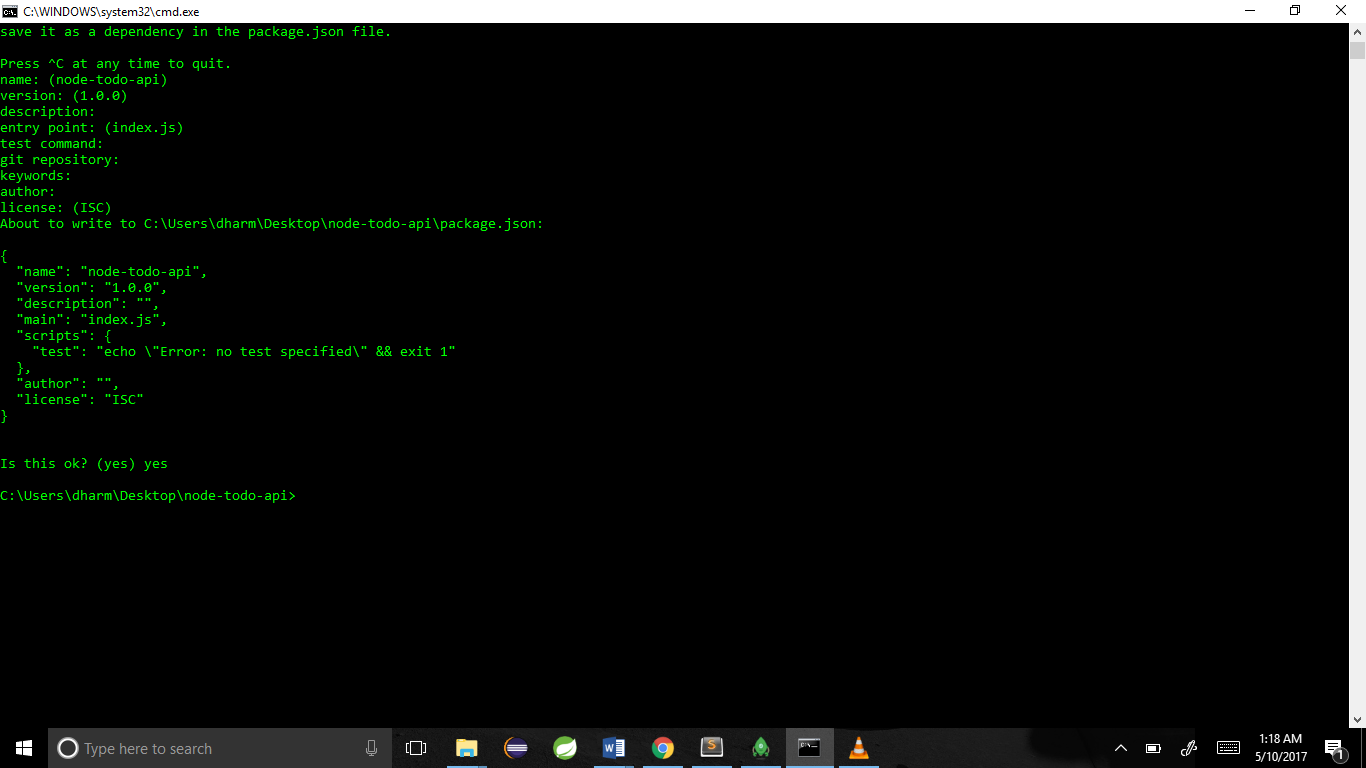 C:\WINDOWS\system32\cmd.exe
save it as a dependency in the package.json file.
Press ^C at any time to quit.
name: (node-todo-api)
version: (1.0.0)
description:
entry point: (index.js)
test command:
git repository:
keywords:
author:
license: (ISC)
About to write to C:\Users\dharm\Desktop\node-todo-api\package.json:
{
  "name": "node-todo-api",
  "version": "1.0.0",
  "description": "",
  "main": "index.js",
  "scripts": {
    "test": "echo \"Error: no test specified\" && exit 1"
  },
  "author": "",
  "license": "ISC"
}
Is this ok? (yes) yes
C:\Users\dharm\Desktop\node-todo-api>
Type here to search
1:18 AM
5/10/2017
1